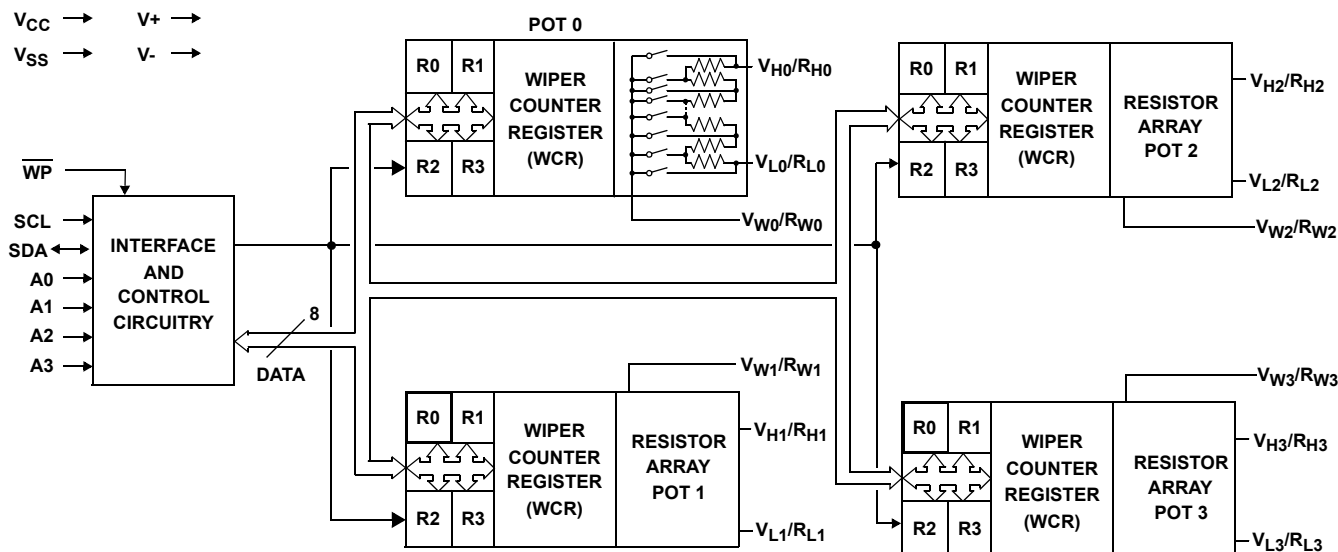 VCC V+
VSS V-
WP
SCL
SDA
A0
A1
A2
A3
INTERFACE
AND
CONTROL
CIRCUITRY
8
DATA
POT 0
R0 R1
R2 R3
WIPER
COUNTER
REGISTER
(WCR)
VH0/RH0
VL0/RL0
VW0/RW0
R0 R1
R2 R3
WIPER
COUNTER
REGISTER
(WCR)
RESISTOR
ARRAY
POT 2
VH2/RH2
VL2/RL2
VW2/RW2
R0 R1
R2 R3
WIPER
COUNTER
REGISTER
(WCR)
RESISTOR
ARRAY
POT 1
VW1/RW1
VH1/RH1
VL1/RL1
R0 R1
R2 R3
WIPER
COUNTER
REGISTER
(WCR)
RESISTOR
ARRAY
POT 3
VW3/RW3
VH3/RH3
VL3/RL3